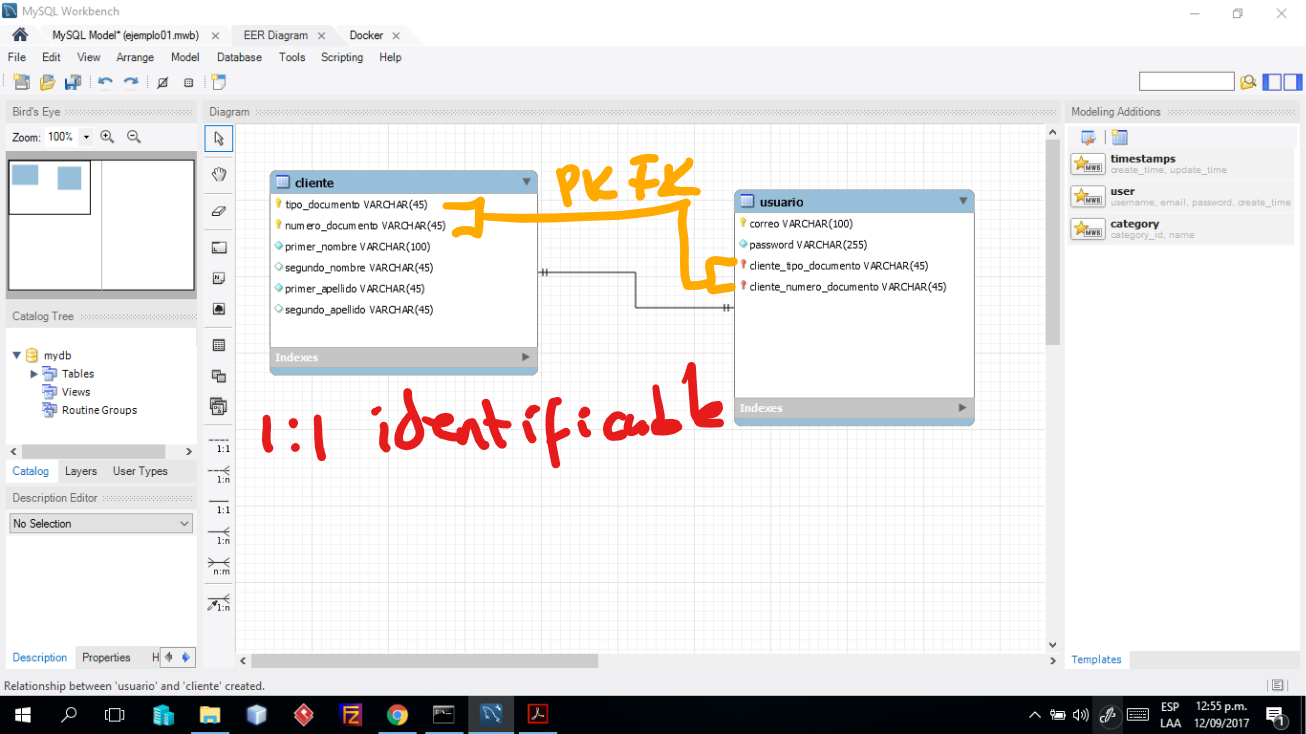 MySQL Workbench
MySQL Model* (ejemplo01.mwb)
EER Diagram
Docker
File Edit View Arrange Model Database Tools Scripting Help
Bird's Eye
Zoom: 100%
Catalog Tree
mydb
Tables
Views
Routine Groups
Catalog Layers User Types
Description Editor
No Selection
Description Properties H
Diagram
1:1
1:n
1:1
1:n
n:m
1:n
cliente
tipo_documento VARCHAR(45)
numero_documento VARCHAR(45)
primer_nombre VARCHAR(100)
segundo_nombre VARCHAR(45)
primer_apellido VARCHAR(45)
segundo_apellido VARCHAR(45)
Indexes
PK FK
usuario
correo VARCHAR(100)
password VARCHAR(255)
cliente_tipo_documento VARCHAR(45)
cliente_numero_documento VARCHAR(45)
Indexes
1:1 identificable
Modeling Additions
timestamps
create_time, update_time
user
username, email, password, create_time
category
category_id, name
Templates
Relationship between 'usuario' and 'cliente' created.
ESP
LAA
12:55 p.m.
12/09/2017
1